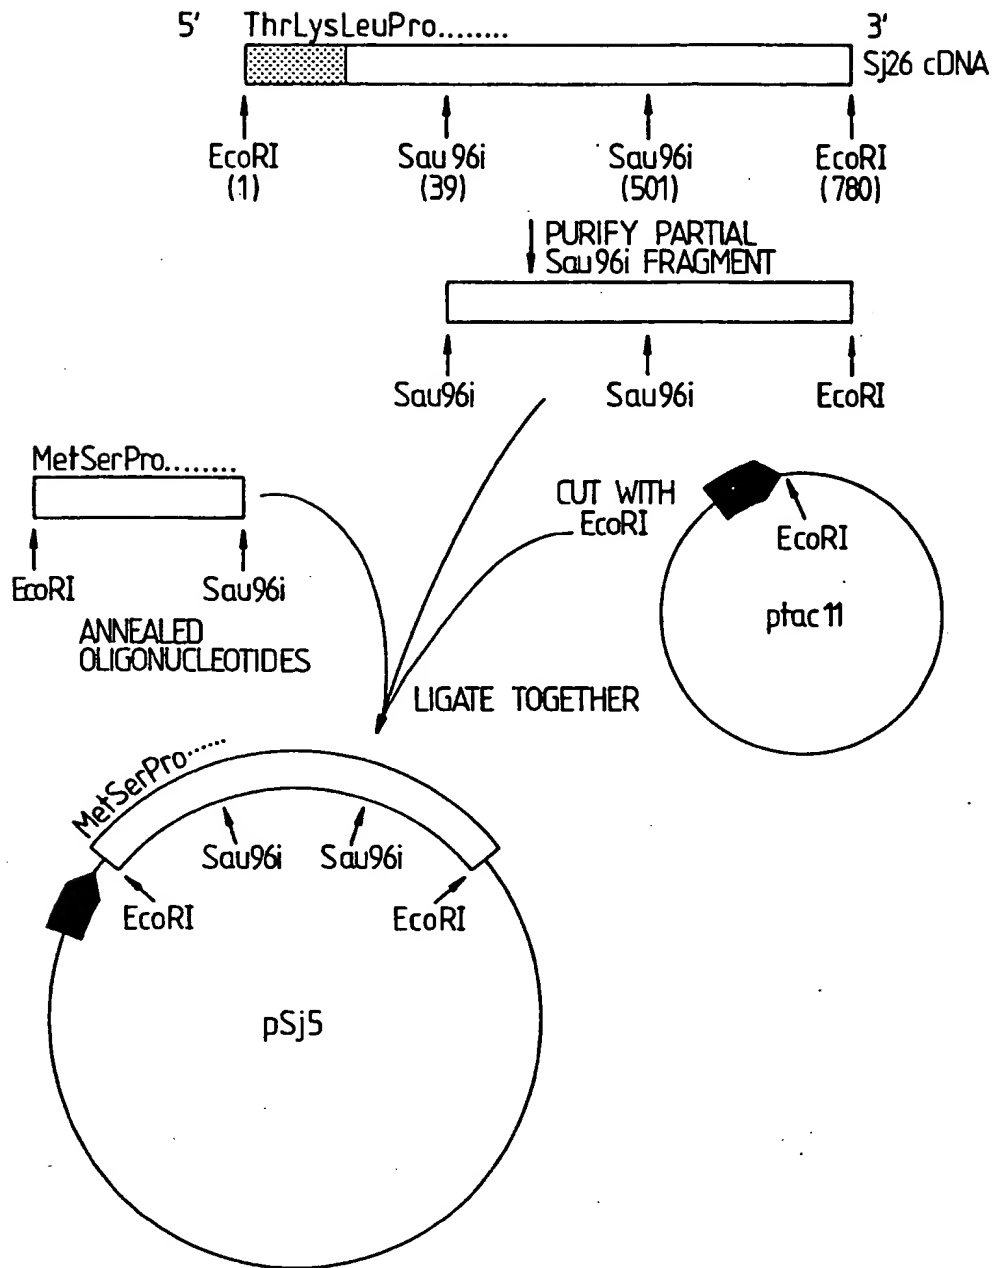 5' ThrLysLeuPro........ 3'
Sj26 cDNA
EcoRI Sau96i Sau96i EcoRI
(1) (39) (501) (780)
PURIFY PARTIAL
Sau96i FRAGMENT
Sau96i Sau96i EcoRI
MetSerPro........
CUT WITH
EcoRI
EcoRI
EcoRI Sau96i
ptac11
ANNEALED
OLIGONUCLEOTIDES
LIGATE TOGETHER
MetSerPro......
Sau96i Sau96i
EcoRI EcoRI
pSj5